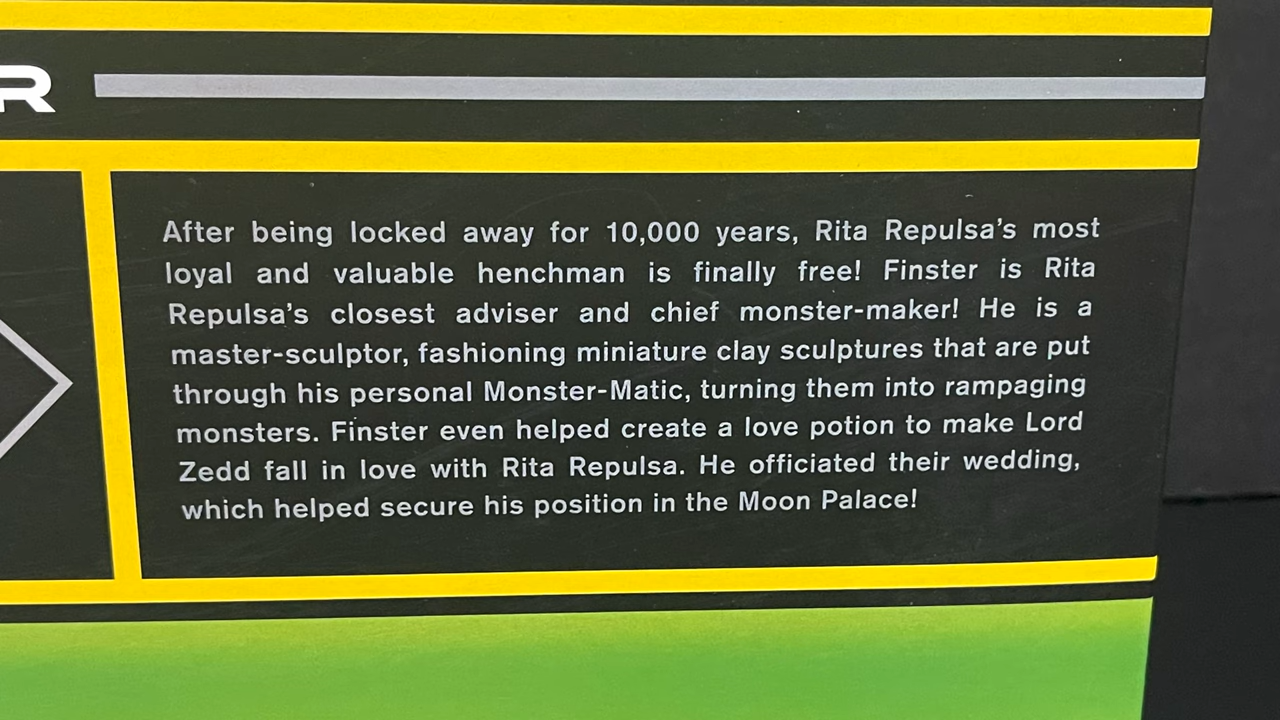 R
After being locked away for 10,000 years, Rita Repulsa's most
loyal and valuable henchman is finally free! Finster is Rita
Repulsa's closest adviser and chief monster-maker! He is a
master-sculptor, fashioning miniature clay sculptures that are put
through his personal Monster-Matic, turning them into rampaging
monsters. Finster even helped create a love potion to make Lord
Zedd fall in love with Rita Repulsa. He officiated their wedding,
which helped secure his position in the Moon Palace!